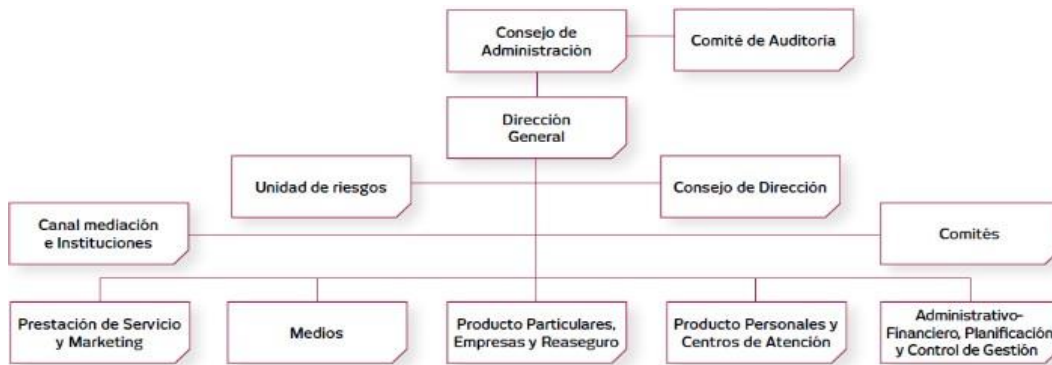 Consejo de
Administración
Comité de Auditoría
Dirección
General
Unidad de riesgos
Consejo de Dirección
Canal mediación
e Instituciones
Comités
Prestación de Servicio
y Marketing
Medios
Producto Particulares,
Empresas y Reaseguro
Producto Personales y
Centros de Atención
Administrativo-
Financiero, Planificación
y Control de Gestión